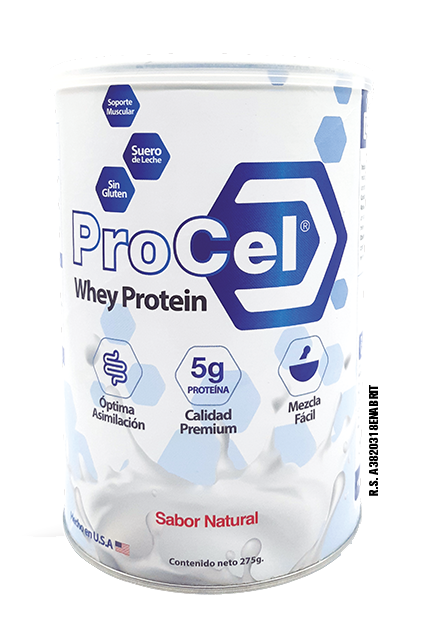 Soporte
Muscular
Suero
de Leche
Sin
Gluten
ProCel®
Whey Protein
Óptima
Asimilación
5g
PROTEÍNA
Calidad
Premium
Mezcla
Fácil
Sabor Natural
Hecho en U.S.A
Contenido neto 275g.
R.S. A3820318ENABRIT